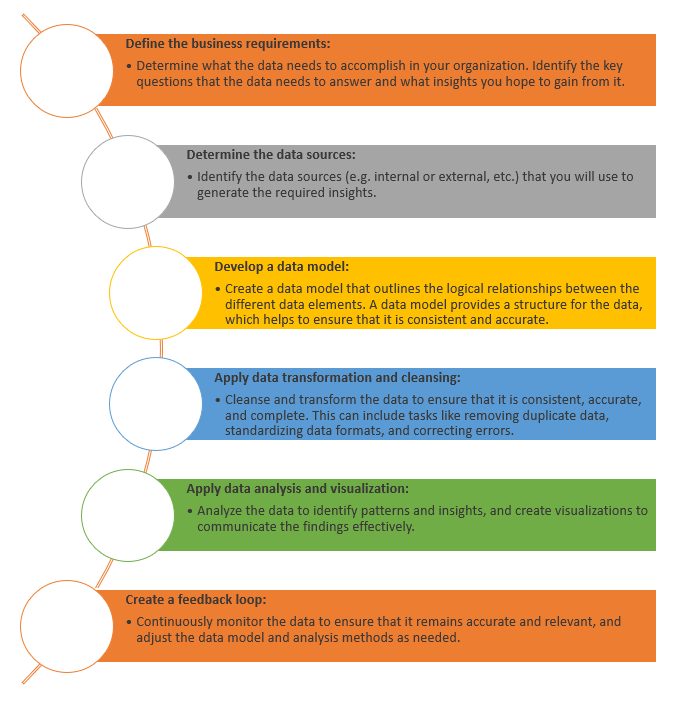 Define the business requirements:
• Determine what the data needs to accomplish in your organization. Identify the key
questions that the data needs to answer and what insights you hope to gain from it.
Determine the data sources:
• Identify the data sources (e.g. internal or external, etc.) that you will use to
generate the required insights.
Develop a data model:
• Create a data model that outlines the logical relationships between the
different data elements. A data model provides a structure for the data,
which helps to ensure that it is consistent and accurate.
Apply data transformation and cleansing:
• Cleanse and transform the data to ensure that it is consistent, accurate,
and complete. This can include tasks like removing duplicate data,
standardizing data formats, and correcting errors.
Apply data analysis and visualization:
• Analyze the data to identify patterns and insights, and create visualizations to
communicate the findings effectively.
Create a feedback loop:
• Continuously monitor the data to ensure that it remains accurate and relevant, and
adjust the data model and analysis methods as needed.